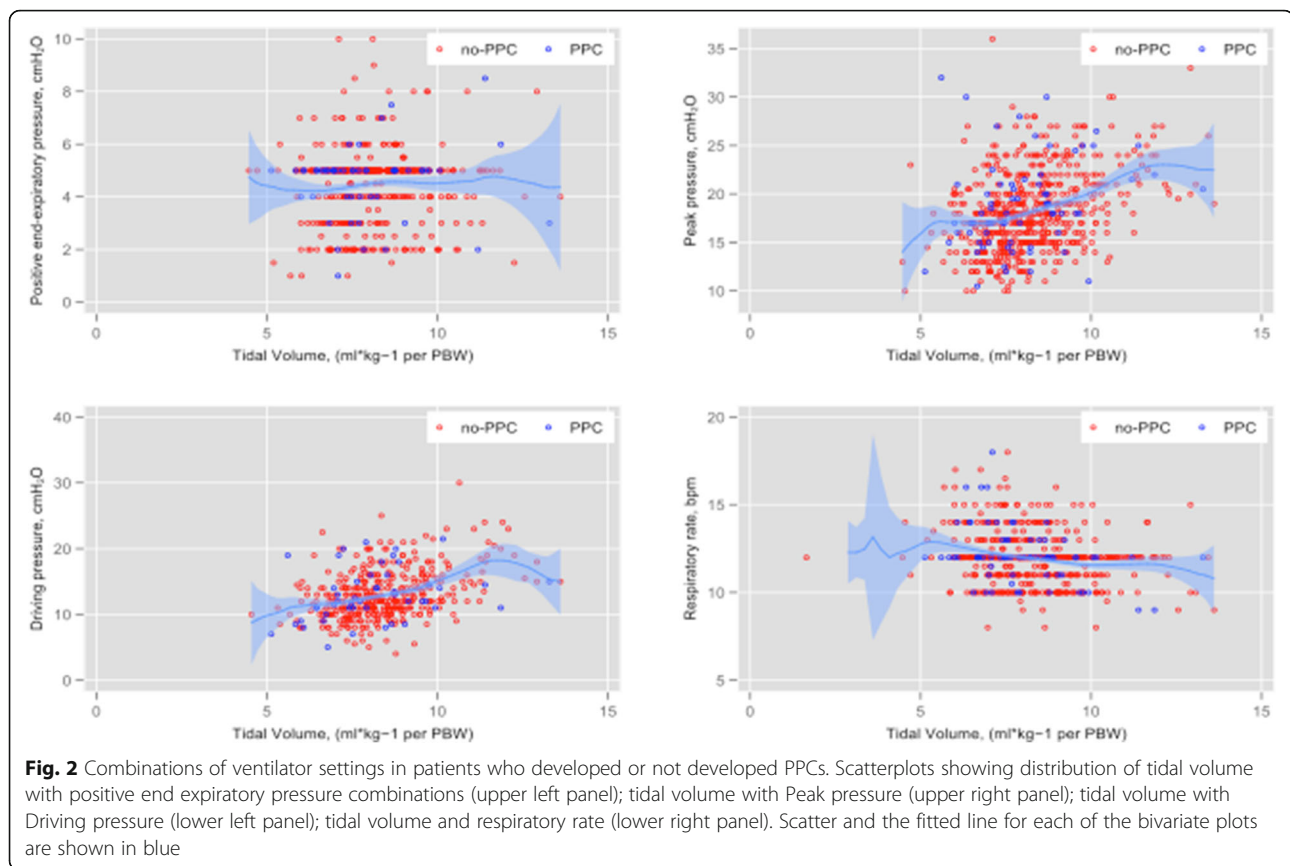 no-PPC PPC
Positive end-expiratory pressure, cmH₂O
10
8
6
4
2
0
0 5 10 15
Tidal Volume, (ml*kg−1 per PBW)
no-PPC PPC
Peak pressure, cmH₂O
35
30
25
20
15
10
0 5 10 15
Tidal Volume, (ml*kg−1 per PBW)
no-PPC PPC
Driving pressure, cmH₂O
40
30
20
10
0
0 5 10 15
Tidal Volume, (ml*kg−1 per PBW)
no-PPC PPC
Respiratory rate, bpm
20
15
10
5
0 5 10 15
Tidal Volume, (ml*kg−1 per PBW)
Fig. 2 Combinations of ventilator settings in patients who developed or not developed PPCs. Scatterplots showing distribution of tidal volume
with positive end expiratory pressure combinations (upper left panel); tidal volume with Peak pressure (upper right panel); tidal volume with
Driving pressure (lower left panel); tidal volume and respiratory rate (lower right panel). Scatter and the fitted line for each of the bivariate plots
are shown in blue